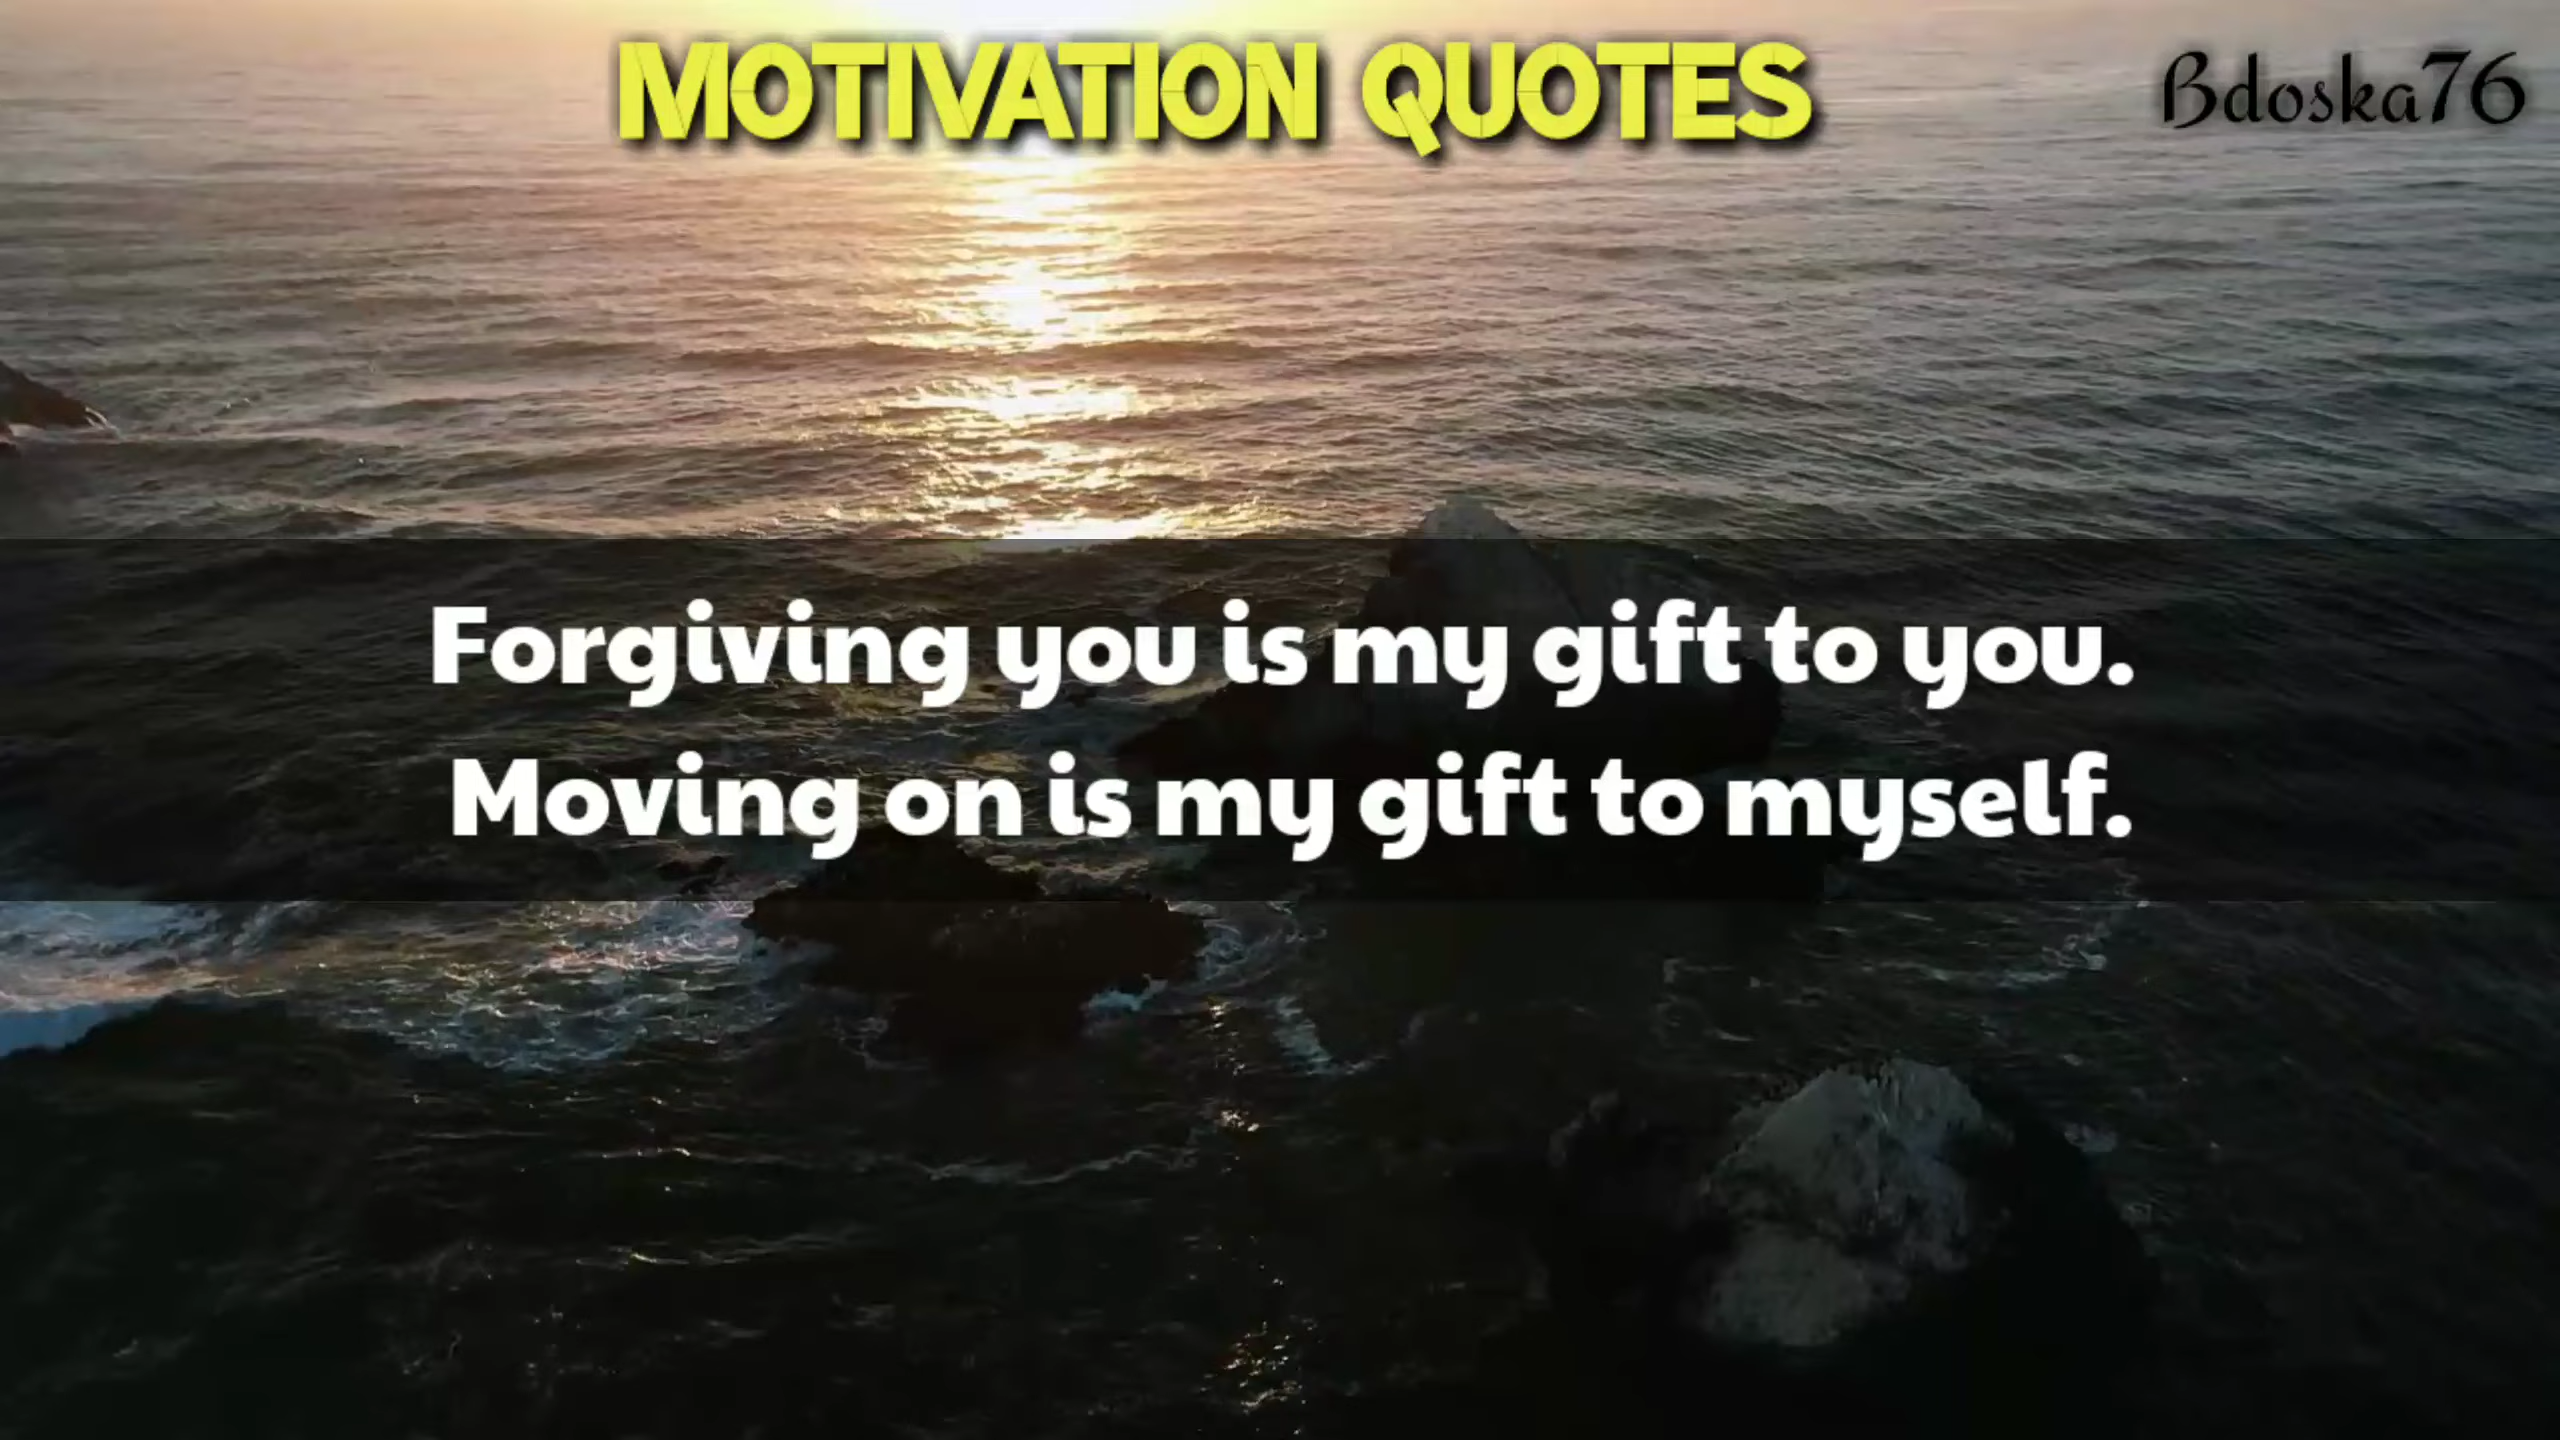 MOTIVATION QUOTES
Bdoska76
Forgiving you is my gift to you.
Moving on is my gift to myself.